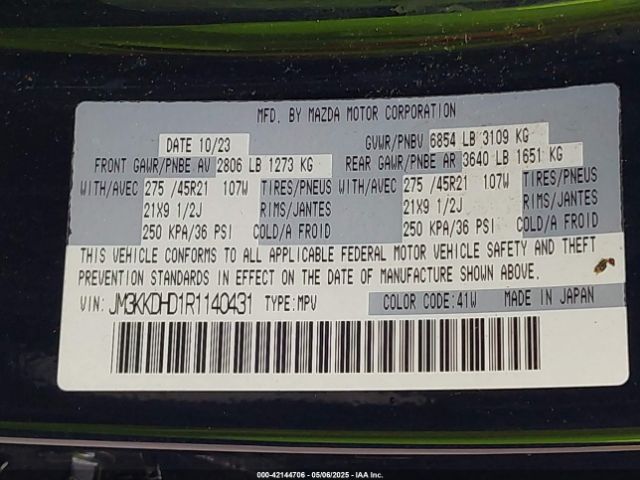 MFD. BY MAZDA MOTOR CORPORATION
DATE 10/23 GVWR/PNBV 6854 LB 3109 KG
FRONT GAWR/PNBE AV 2806 LB 1273 KG REAR GAWR/PNBE AR 3640 LB 1651 KG
WITH/AVEC 275 /45R21 107W TIRES/PNEUS WITH/AVEC 275 /45R21 107W TIRES/PNEUS
21X9 1/2J RIMS/JANTES 21X9 1/2J RIMS/JANTES
250 KPA/36 PSI COLD/A FROID 250 KPA/36 PSI COLD/A FROID
THIS VEHICLE CONFORMS TO ALL APPLICABLE FEDERAL MOTOR VEHICLE SAFETY AND THEFT
PREVENTION STANDARDS IN EFFECT ON THE DATE OF MANUFACTURE SHOWN ABOVE.
VIN: JM3KKDHD1R1140431 TYPE:MPV COLOR CODE:41W MADE IN JAPAN
000-42144706 - 05/06/2025 - IAA Inc.